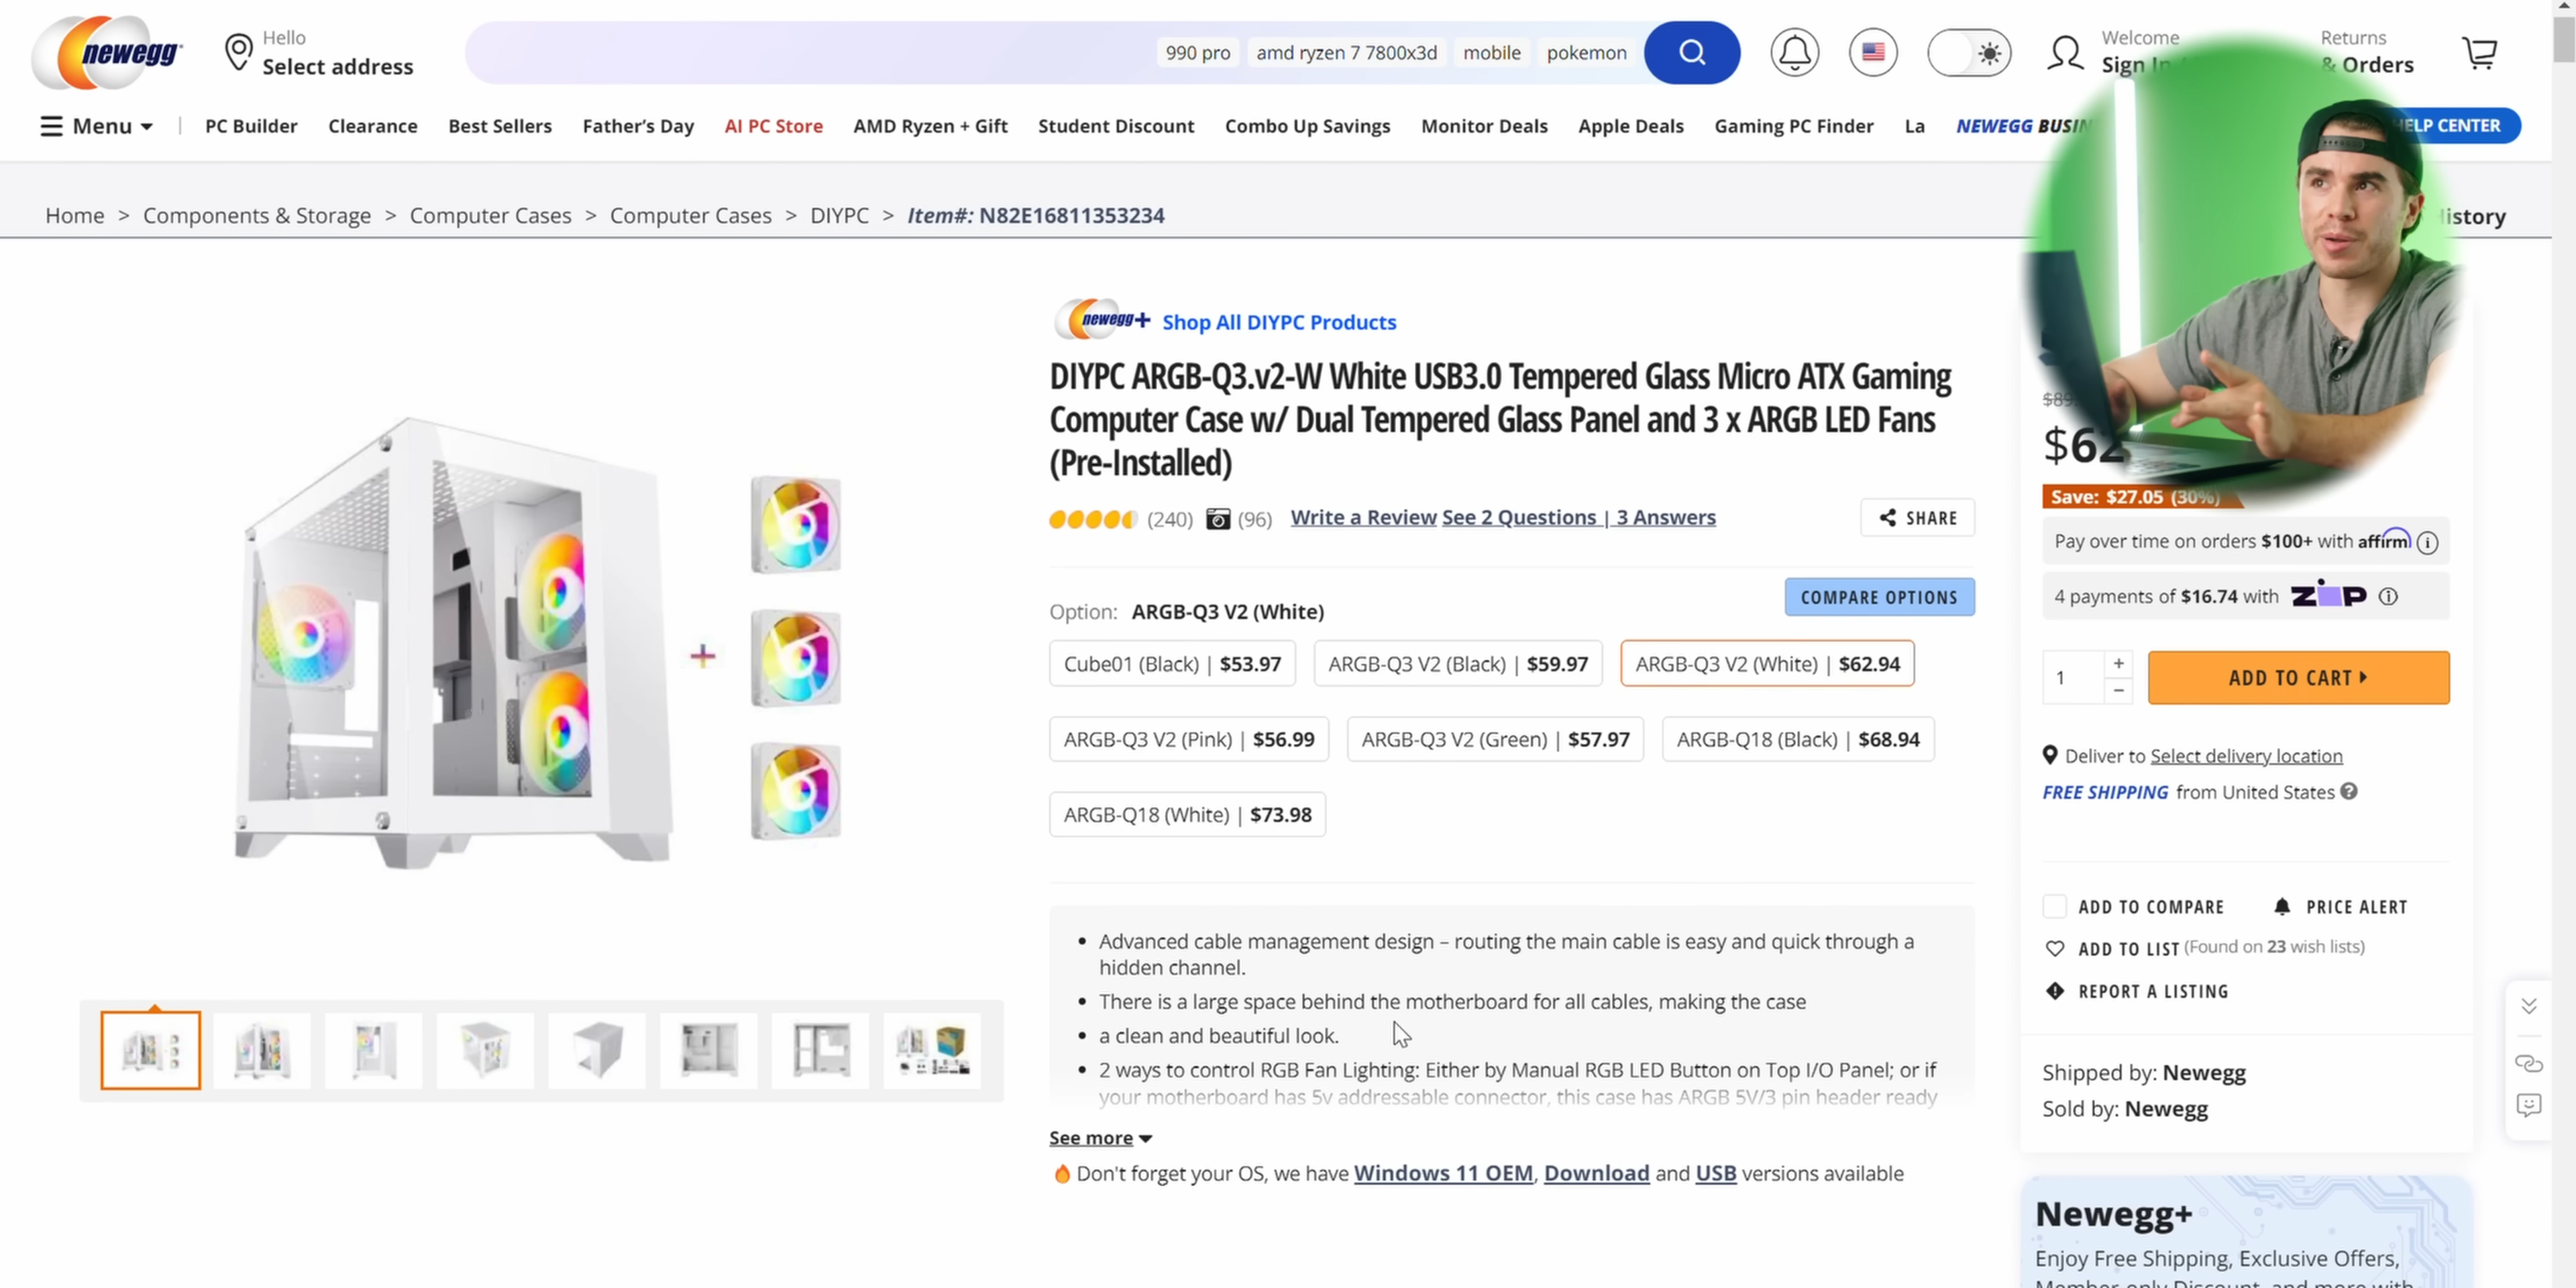 newegg
Hello
Select address
990 pro
amd ryzen 7 7800x3d
mobile
pokemon
Welcome
Sign In
Returns
& Orders
Menu
PC Builder
Clearance
Best Sellers
Father's Day
AI PC Store
AMD Ryzen + Gift
Student Discount
Combo Up Savings
Monitor Deals
Apple Deals
Gaming PC Finder
La
NEWEGG
HELP CENTER
Home > Components & Storage > Computer Cases > Computer Cases > DIYPC > Item#: N82E16811353234
newegg+ Shop All DIYPC Products
DIYPC ARGB-Q3.v2-W White USB3.0 Tempered Glass Micro ATX Gaming
Computer Case w/ Dual Tempered Glass Panel and 3 x ARGB LED Fans
(Pre-Installed)
(240) (96) Write a Review See 2 Questions | 3 Answers
SHARE
Option: ARGB-Q3 V2 (White)
COMPARE OPTIONS
Cube01 (Black) | $53.97
ARGB-Q3 V2 (Black) | $59.97
ARGB-Q3 V2 (White) | $62.94
ARGB-Q3 V2 (Pink) | $56.99
ARGB-Q3 V2 (Green) | $57.97
ARGB-Q18 (Black) | $68.94
ARGB-Q18 (White) | $73.98
• Advanced cable management design – routing the main cable is easy and quick through a
hidden channel.
• There is a large space behind the motherboard for all cables, making the case
• a clean and beautiful look.
• 2 ways to control RGB Fan Lighting: Either by Manual RGB LED Button on Top I/O Panel; or if
your motherboard has 5v addressable connector, this case has ARGB 5V/3 pin header ready
See more
Don't forget your OS, we have Windows 11 OEM, Download and USB versions available
$62
Save: $27.05 (30%)
Pay over time on orders $100+ with affirm
4 payments of $16.74 with ZIP
1
+
−
ADD TO CART
Deliver to Select delivery location
FREE SHIPPING from United States
ADD TO COMPARE
PRICE ALERT
ADD TO LIST (Found on 23 wish lists)
REPORT A LISTING
Shipped by: Newegg
Sold by: Newegg
Newegg+
Enjoy Free Shipping, Exclusive Offers,